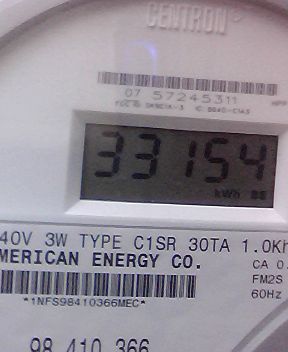 CENTRON
07 57245311
33154
kWh
40V 3W TYPE C1SR 30TA 1.0Kh
MERICAN ENERGY CO.
CA 0.
FM2S
60Hz
*1NFS98410366MEC*
98 410 366